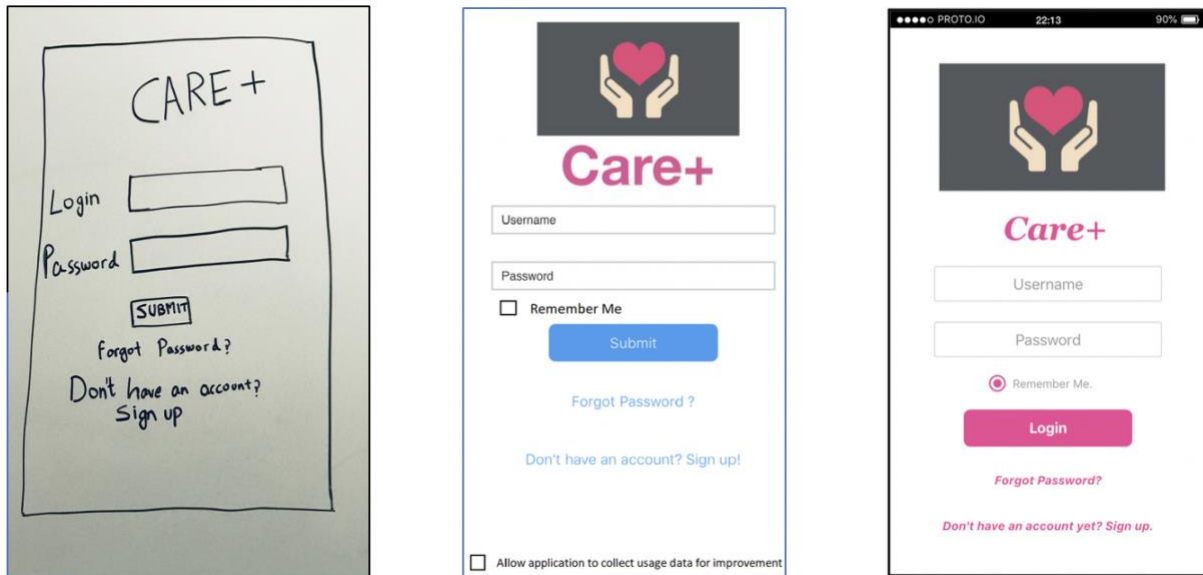 CARE+
Login
Password
SUBMIT
Forgot Password?
Don't have an account?
Sign up
Care+
Username
Password
Remember Me
Submit
Forgot Password ?
Don't have an account? Sign up!
Allow application to collect usage data for improvement
PROTO.IO 22:13 90%
Care+
Username
Password
Remember Me.
Login
Forgot Password?
Don't have an account yet? Sign up.